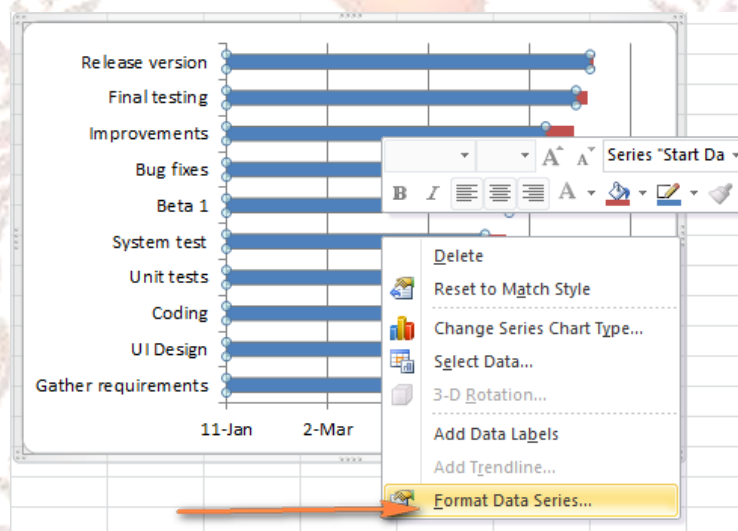 Release version
Final testing
Improvements
Bug fixes
Beta 1
System test
Unit tests
Coding
UI Design
Gather requirements
11-Jan 2-Mar
A A Series "Start Da
B I A
Delete
Reset to Match Style
Change Series Chart Type...
Select Data...
3-D Rotation...
Add Data Labels
Add Trendline...
Format Data Series...